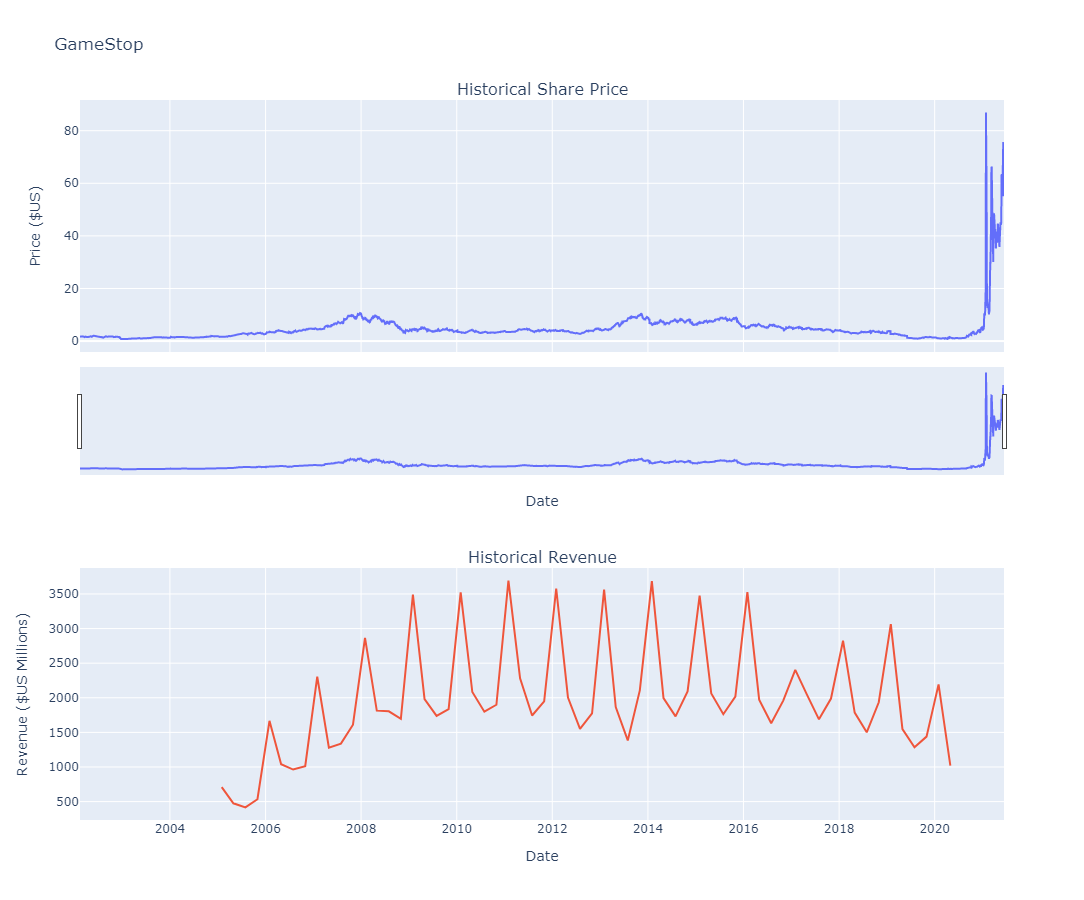 GameStop
Historical Share Price
80
60
40
20
0
Price ($US)
Date
Historical Revenue
3500
3000
2500
2000
1500
1000
500
Revenue ($US Millions)
2004 2006 2008 2010 2012 2014 2016 2018 2020
Date